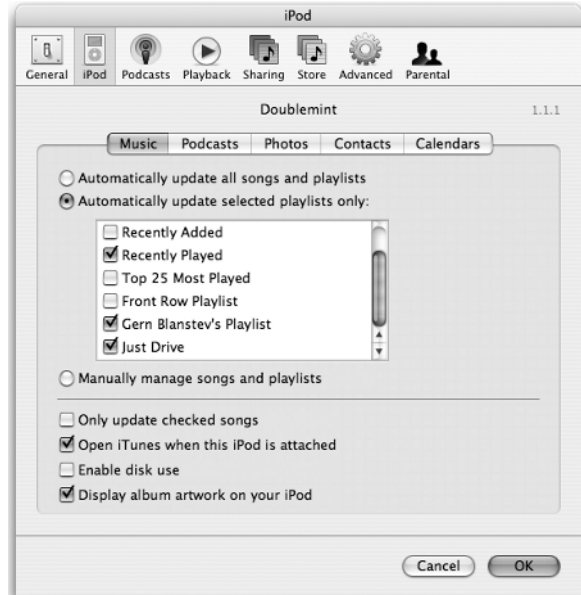 iPod
General iPod Podcasts Playback Sharing Store Advanced Parental
Doublemint 1.1.1
Music Podcasts Photos Contacts Calendars
Automatically update all songs and playlists
Automatically update selected playlists only:
Recently Added
Recently Played
Top 25 Most Played
Front Row Playlist
Gern Blanstev's Playlist
Just Drive
Manually manage songs and playlists
Only update checked songs
Open iTunes when this iPod is attached
Enable disk use
Display album artwork on your iPod
Cancel OK